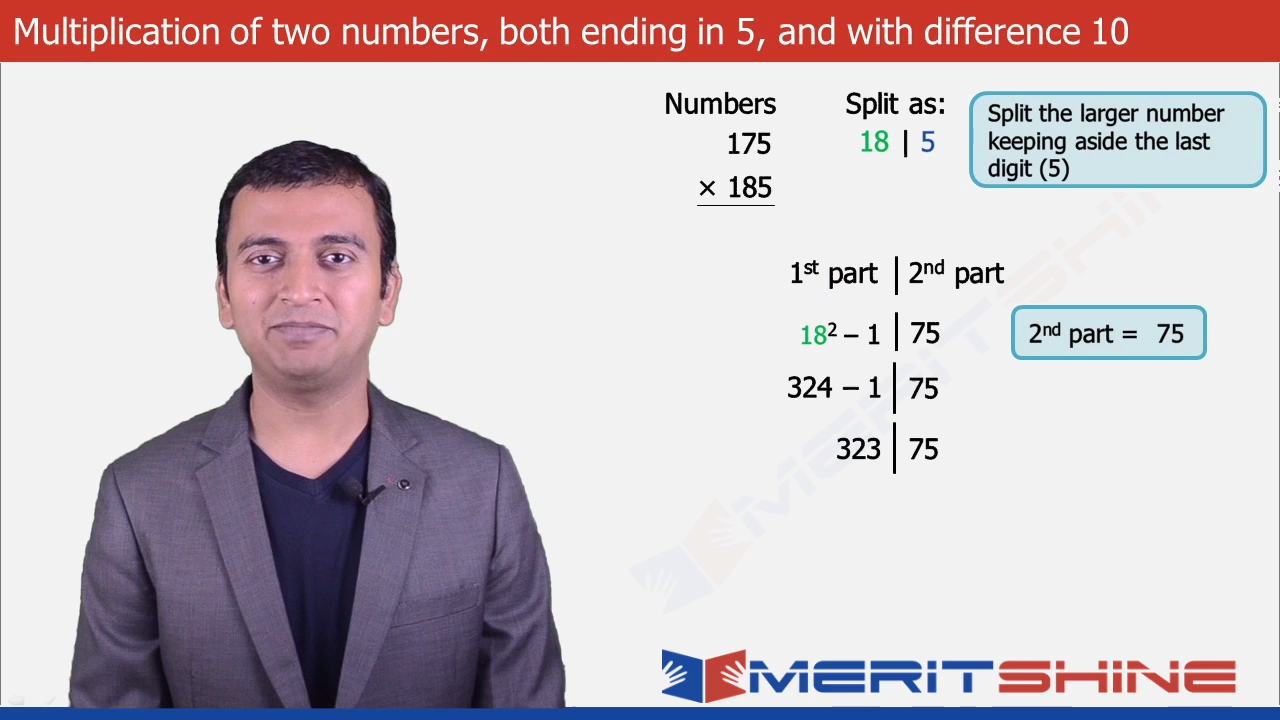 Multiplication of two numbers, both ending in 5, and with difference 10
Numbers
175
× 185
Split as:
18 | 5
Split the larger number
keeping aside the last
digit (5)
1st part | 2nd part
18² – 1 | 75
2nd part = 75
324 – 1 | 75
323 | 75
MERITSHINE
MERITSHINE